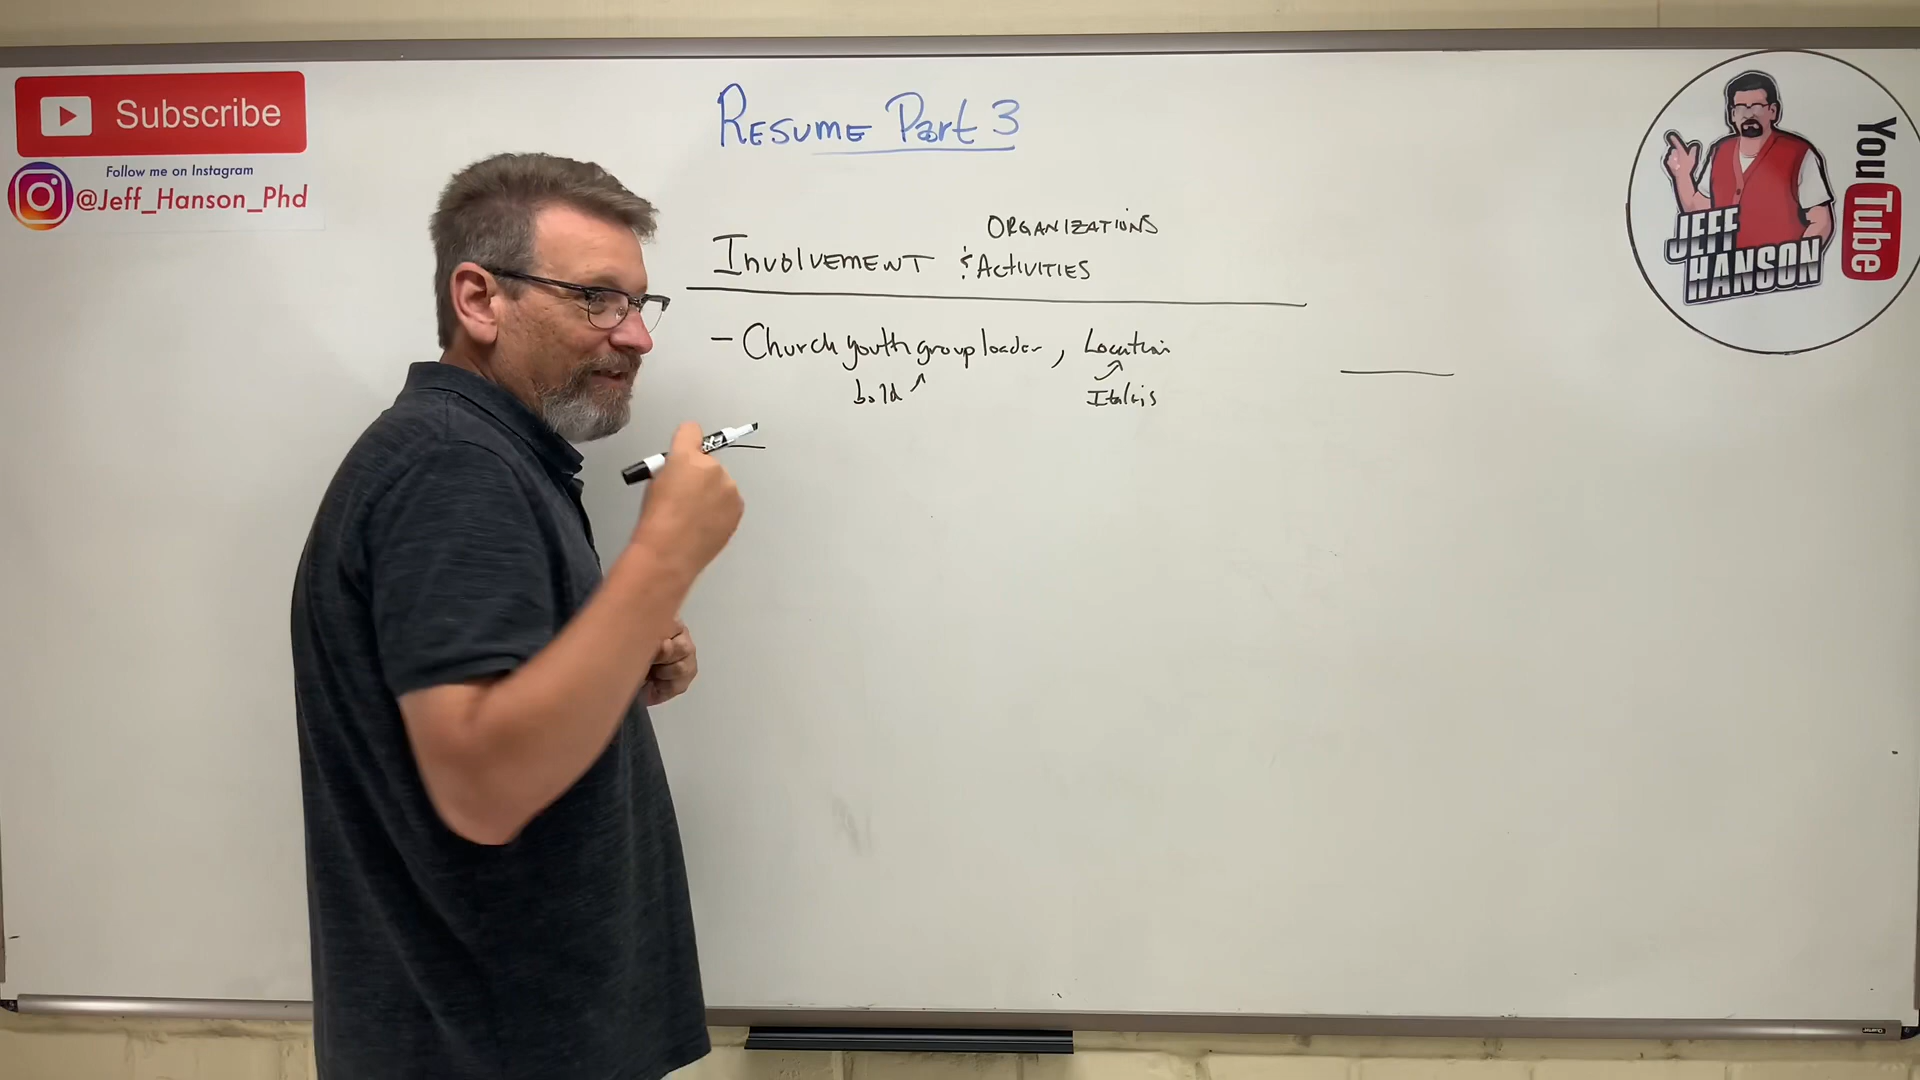 Subscribe
Follow me on Instagram
@Jeff_Hanson_Phd
RESUME Part 3
ORGANIZATIONS
INVOLVEMENT & ACTIVITIES
- Church youth group leader, Location
bold
Italics
JEFF
HANSON
YouTube